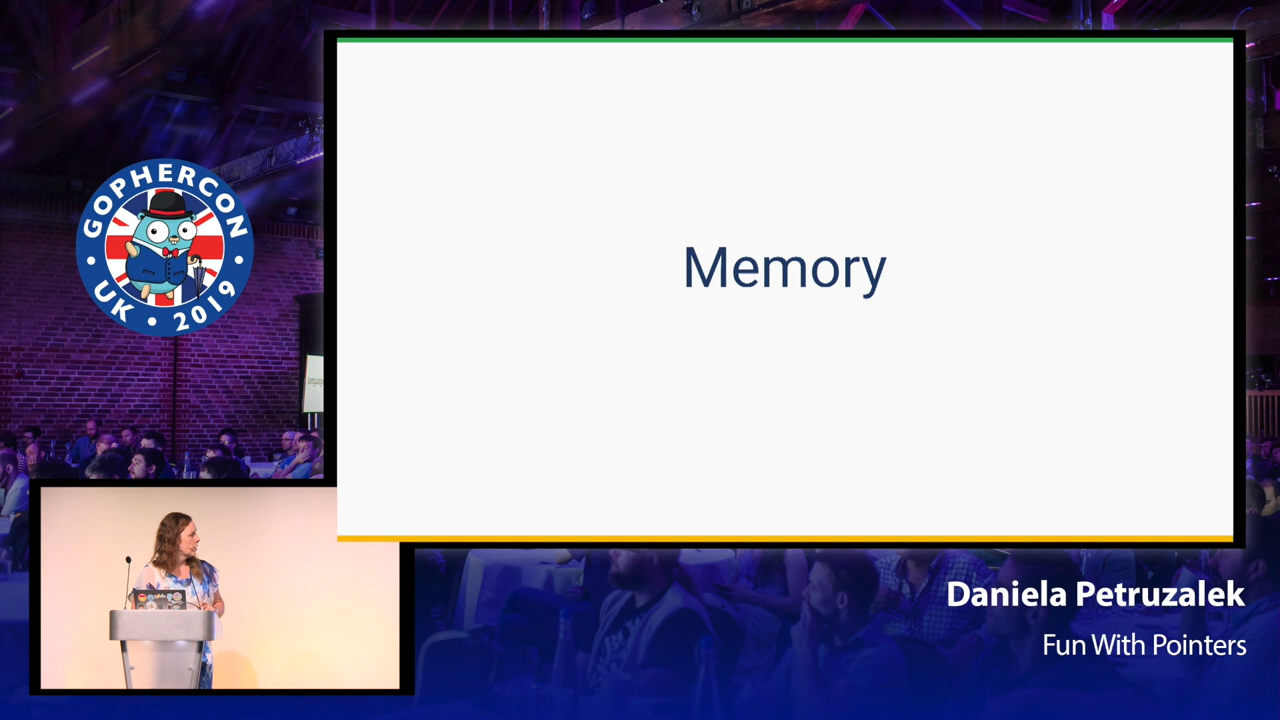 GOPHERCON
UK • 2019
Memory
Daniela Petruzalek
Fun With Pointers